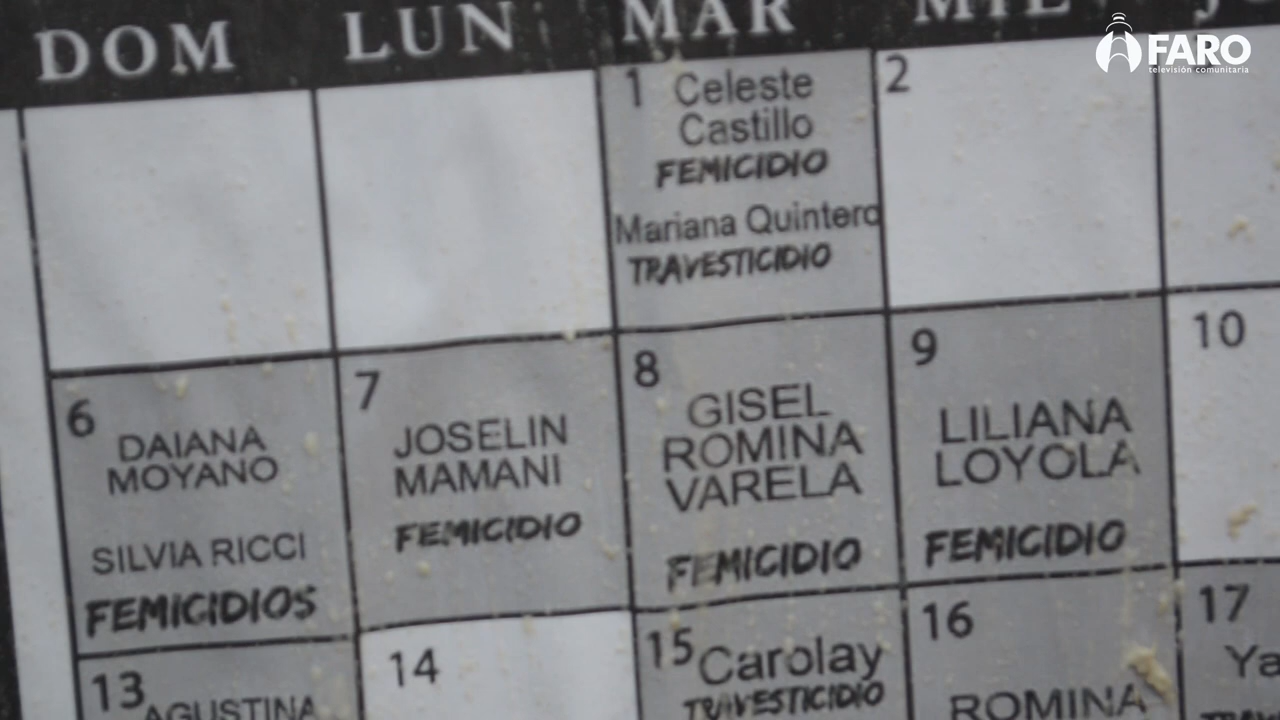 DOM LUN MAR MIE
FARO
televisión comunitaria
1 Celeste
Castillo
FEMICIDIO
Mariana Quintero
TRAVESTICIDIO
2
6
DAIANA
MOYANO
SILVIA RICCI
FEMICIDIOS
7
JOSELIN
MAMANI
FEMICIDIO
8
GISEL
ROMINA
VARELA
FEMICIDIO
9
LILIANA
LOYOLA
FEMICIDIO
10
13
AGUSTINA
14
15 Carolay
TRAVESTICIDIO
16
ROMINA
17
Ya